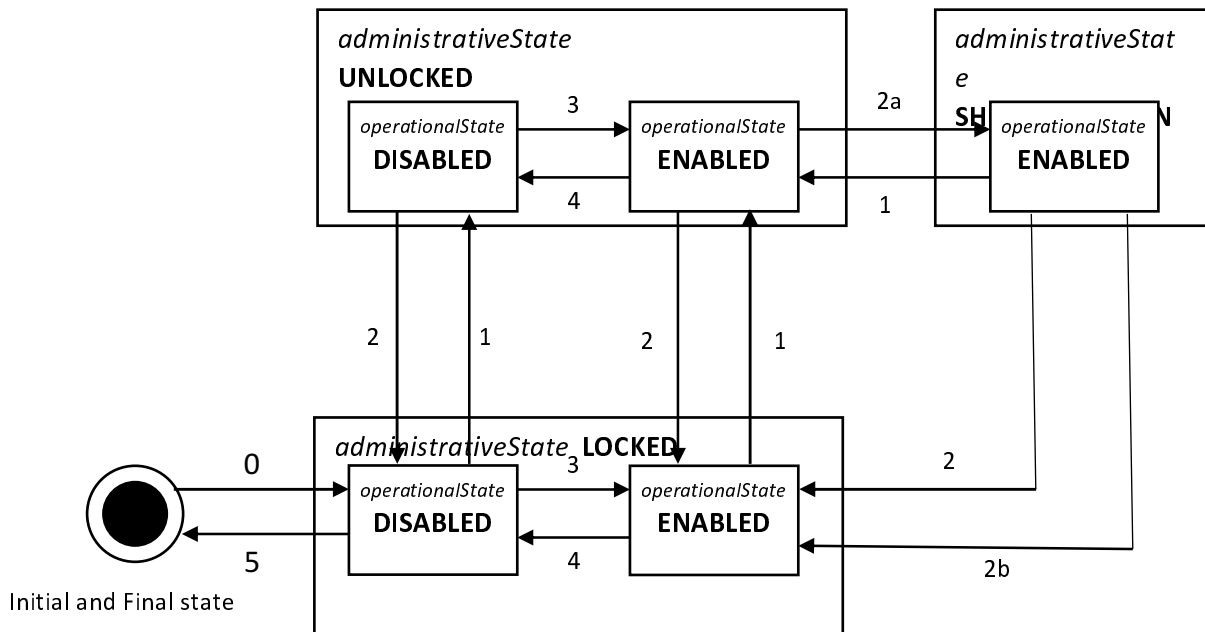 administrativeState
UNLOCKED
administrativeStat
e
3
2a
operationalState
DISABLED
operationalState
ENABLED
operationalState
ENABLED
4
1
2
1
2
1
administrativeState LOCKED
0
3
2
operationalState
DISABLED
operationalState
ENABLED
5
4
2b
Initial and Final state